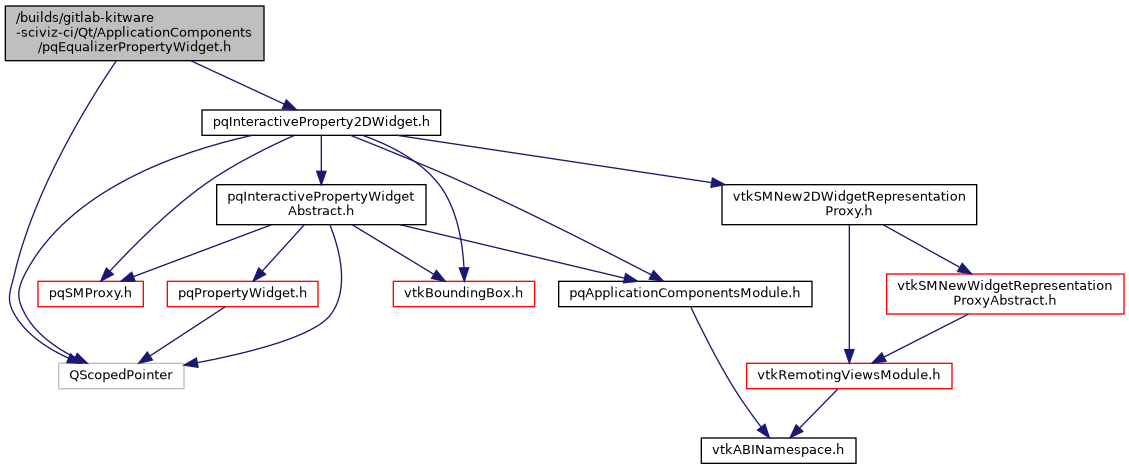 /builds/gitlab-kitware
-sciviz-ci/Qt/ApplicationComponents
/pqEqualizerPropertyWidget.h
pqInteractiveProperty2DWidget.h
pqInteractivePropertyWidget
Abstract.h
vtkSMNew2DWidgetRepresentation
Proxy.h
pqSMProxy.h
pqPropertyWidget.h
vtkBoundingBox.h
pqApplicationComponentsModule.h
vtkSMNewWidgetRepresentation
ProxyAbstract.h
QScopedPointer
vtkRemotingViewsModule.h
vtkABINamespace.h